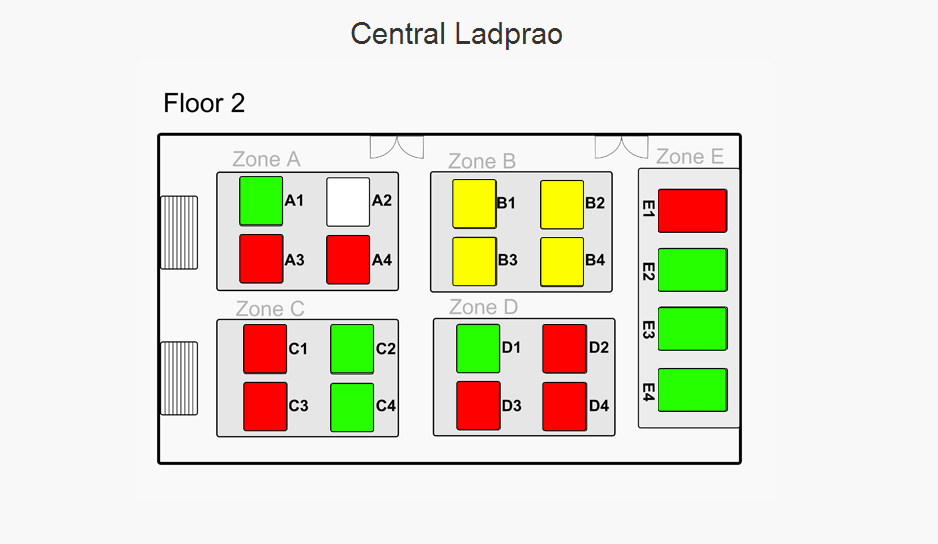 Central Ladprao
Floor 2
Zone A
Zone B
Zone E
A1
A2
B1
B2
E1
A3
A4
B3
B4
E2
Zone C
Zone D
E3
C1
C2
D1
D2
C3
C4
D3
D4
E4